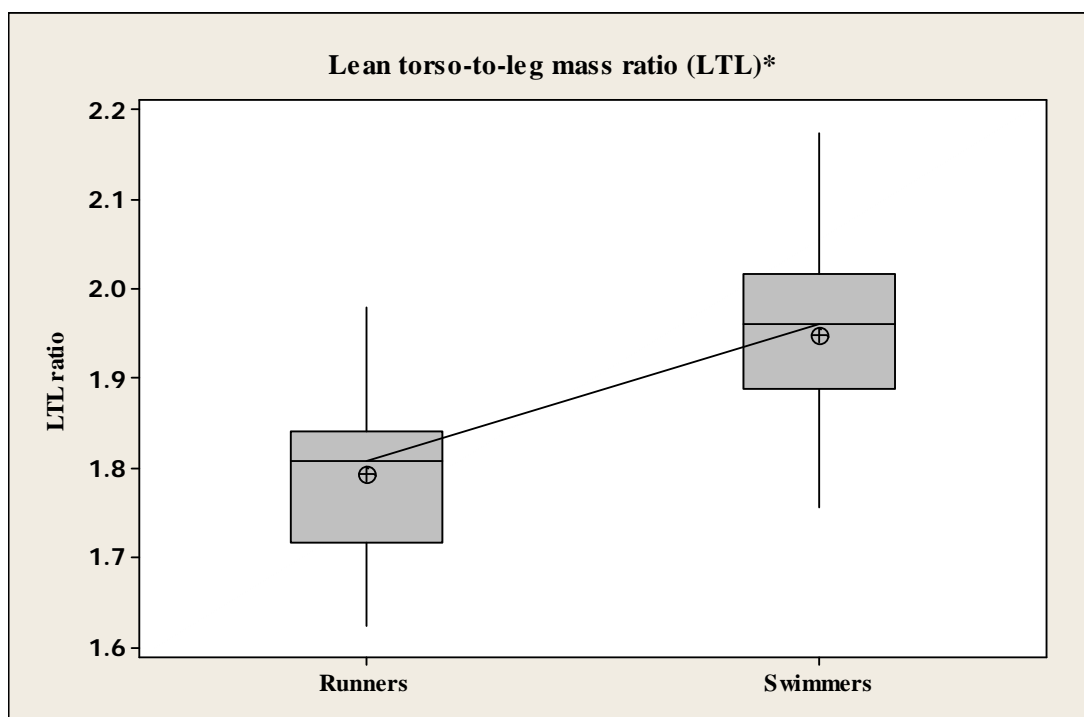 Lean torso-to-leg mass ratio (LTL)*
2.2
2.1
2.0
1.9
1.8
1.7
1.6
LTL ratio
Runners
Swimmers